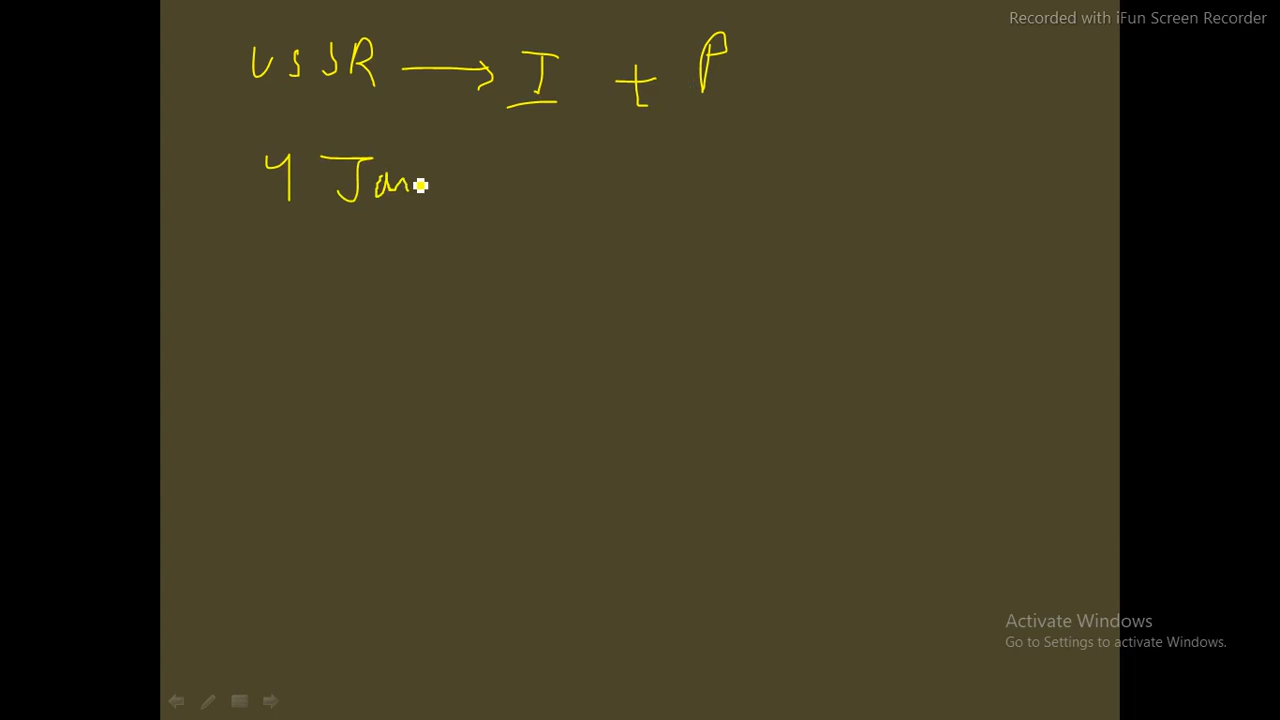 Recorded with iFun Screen Recorder
USSR → I + P
4 Jan
Activate Windows
Go to Settings to activate Windows.